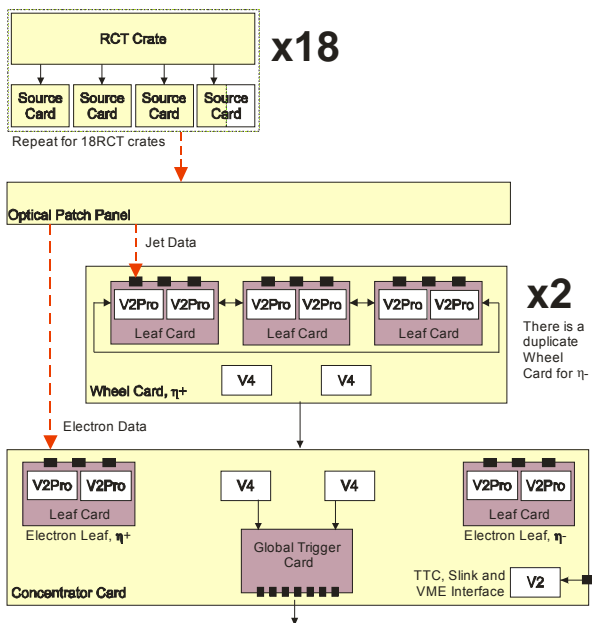 RCT Crate
x18
Source Card
Source Card
Source Card
Source Card
Repeat for 18RCT crates
Optical Patch Panel
Jet Data
V2Pro V2Pro
Leaf Card
V2Pro V2Pro
Leaf Card
V2Pro V2Pro
Leaf Card
x2
There is a
duplicate
Wheel
Card for η-
V4 V4
Wheel Card, η+
Electron Data
V2Pro V2Pro
Leaf Card
Electron Leaf, η+
V4 V4
Global Trigger
Card
V2Pro V2Pro
Leaf Card
Electron Leaf, η-
TTC, Slink and
VME Interface
V2
Concentrator Card